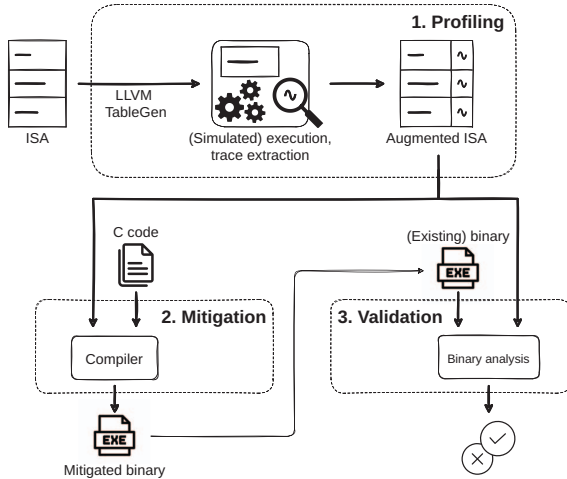 1. Profiling
LLVM
TableGen
ISA
(Simulated) execution,
trace extraction
Augmented ISA
C code
(Existing) binary
EXE
2. Mitigation
3. Validation
Compiler
Binary analysis
EXE
Mitigated binary